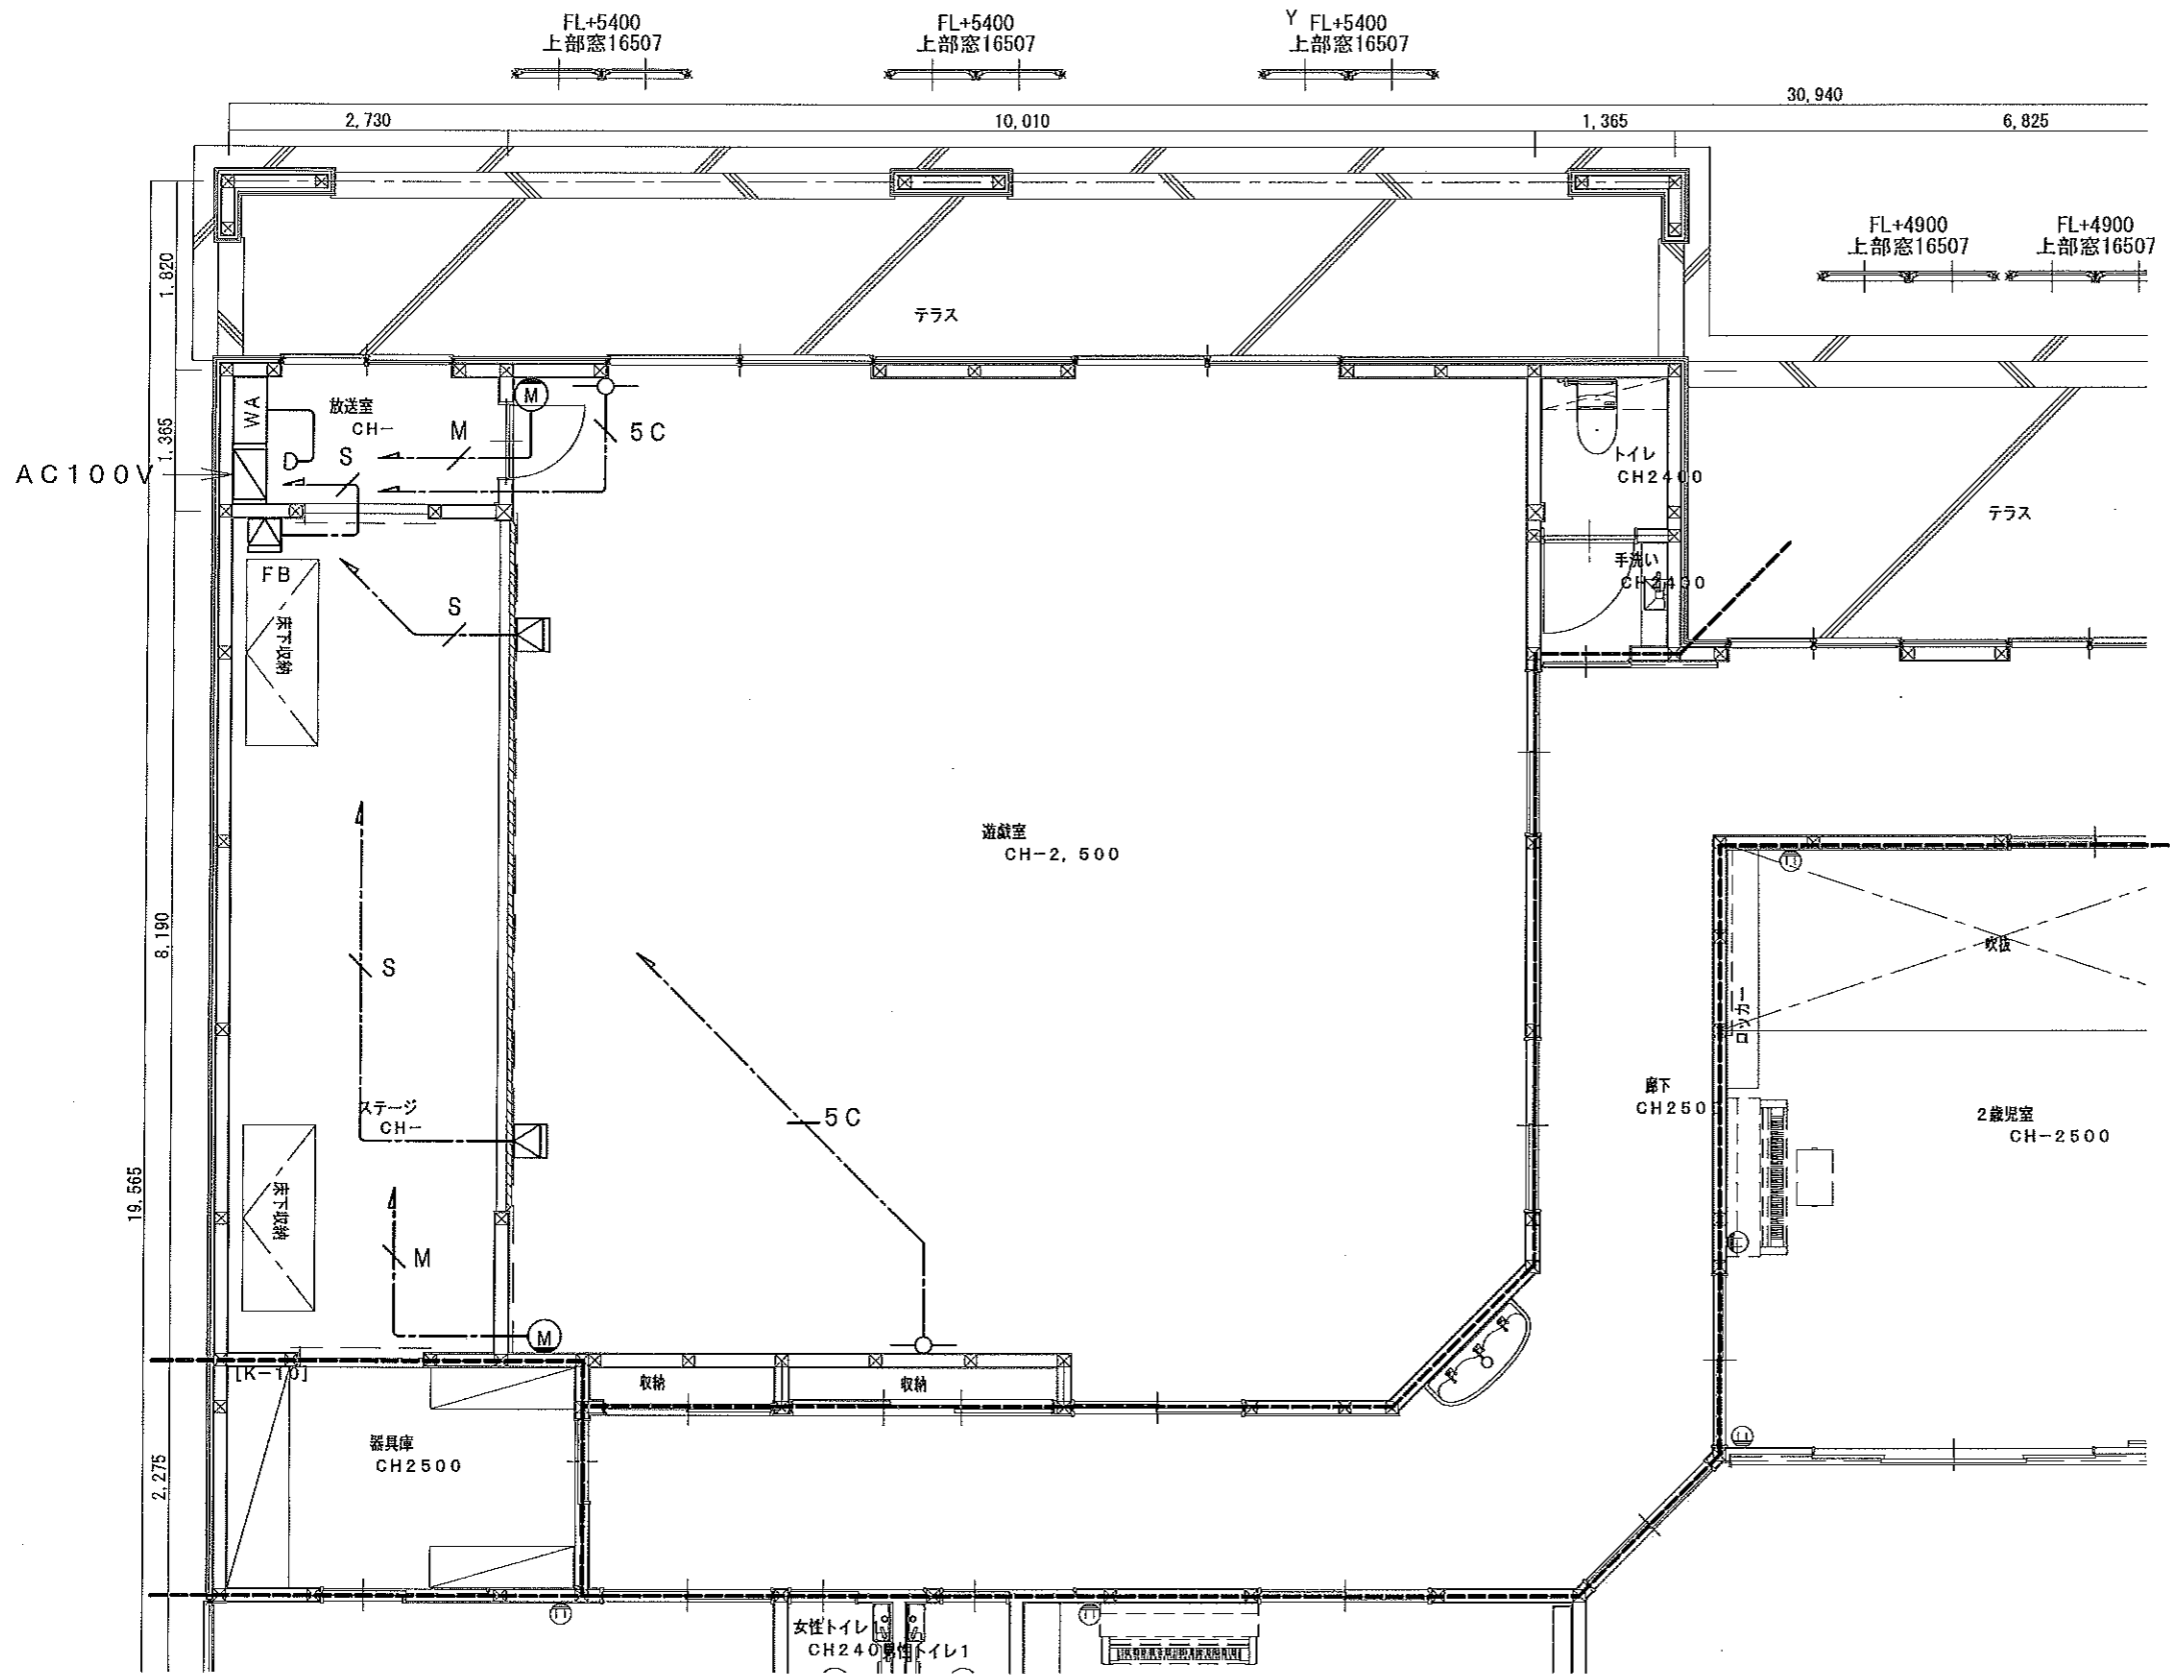 FL+5400
上部窓16507
FL+5400
上部窓16507
Y
FL+5400
上部窓16507
30,940
2,730
10,010
1,365
6,825
FL+4900
上部窓16507
FL+4900
上部窓16507
1,820
テラス
放送室
CH-
WA
M
M
5C
S
1,365
AC100V
トイレ
CH2400
テラス
手洗い
CH2400
FB
床下収納
S
遊戯室
CH-2,500
8,190
S
吹抜
ロッカー
廊下
CH250
2歳児室
CH-2500
ステージ
CH-
5C
19,565
床下収納
M
M
[K-10]
収納
収納
器具庫
CH2500
2,275
女性トイレ
CH240
男性トイレ1